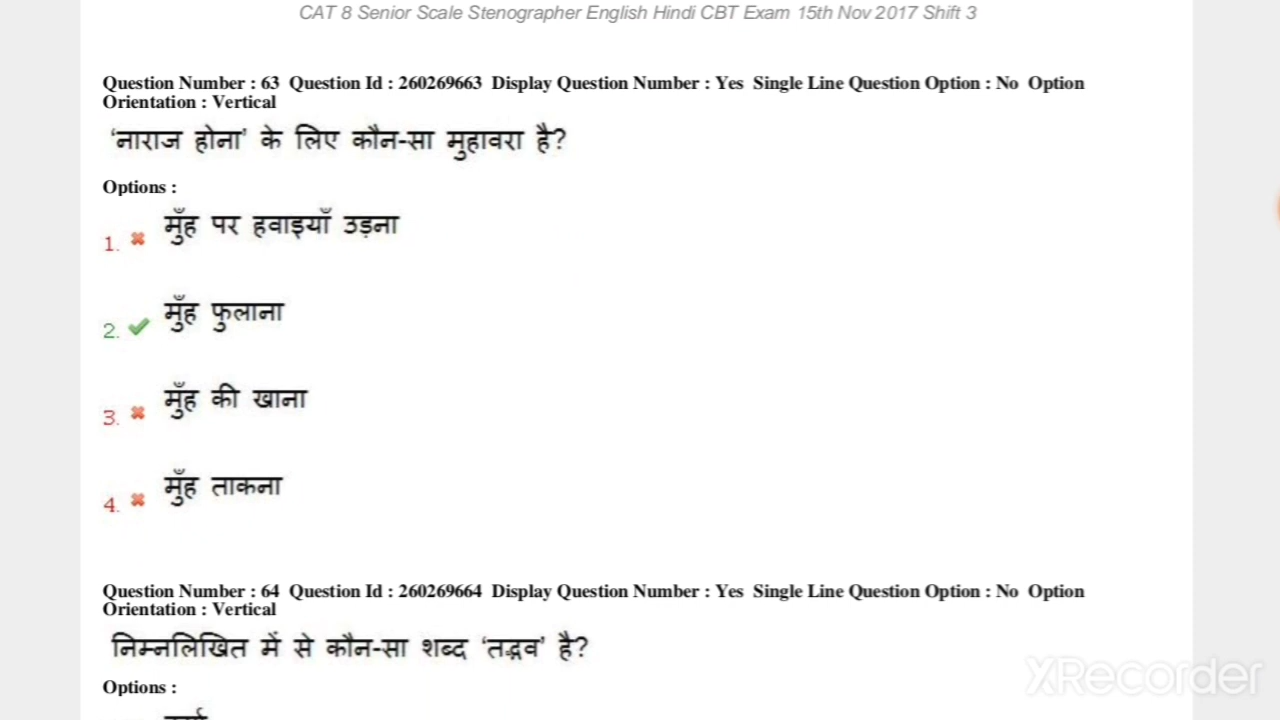 CAT 8 Senior Scale Stenographer English Hindi CBT Exam 15th Nov 2017 Shift 3
Question Number : 63 Question Id : 260269663 Display Question Number : Yes Single Line Question Option : No Option
Orientation : Vertical
'नाराज होना' के लिए कौन-सा मुहावरा है?
Options :
1. ✖ मुँह पर हवाइयाँ उड़ना
2. ✔ मुँह फुलाना
3. ✖ मुँह की खाना
4. ✖ मुँह ताकना
Question Number : 64 Question Id : 260269664 Display Question Number : Yes Single Line Question Option : No Option
Orientation : Vertical
निम्नलिखित में से कौन-सा शब्द 'तद्भव' है?
Options :
XRecorder